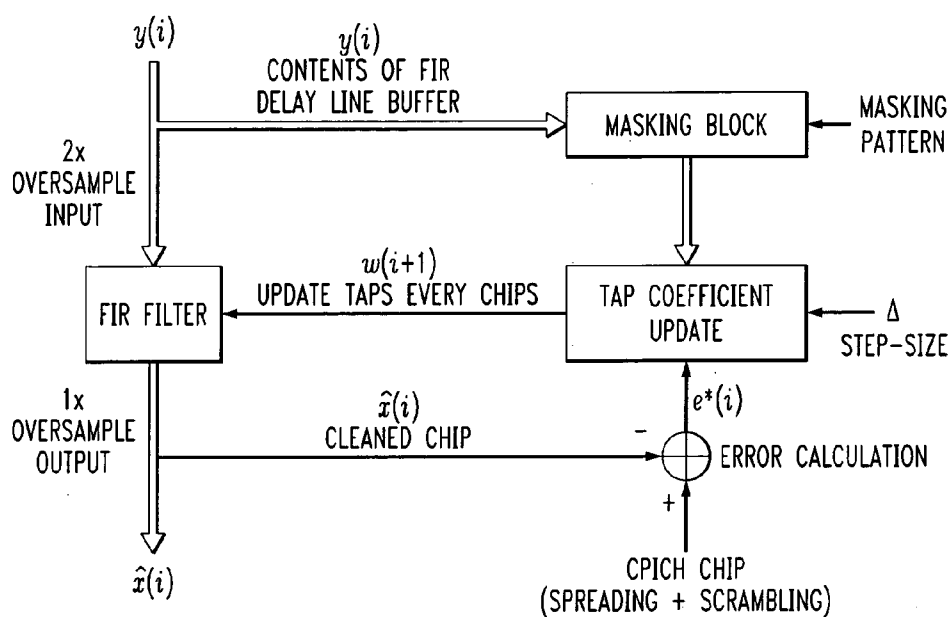 y(i)
y(i)
CONTENTS OF FIR
DELAY LINE BUFFER
MASKING BLOCK
MASKING
PATTERN
2x
OVERSAMPLE
INPUT
w(i+1)
UPDATE TAPS EVERY CHIPS
FIR FILTER
TAP COEFFICIENT
UPDATE
Δ
STEP-SIZE
1x
OVERSAMPLE
OUTPUT
x̂(i)
CLEANED CHIP
e*(i)
-
+
ERROR CALCULATION
x̂(i)
CPICH CHIP
(SPREADING + SCRAMBLING)